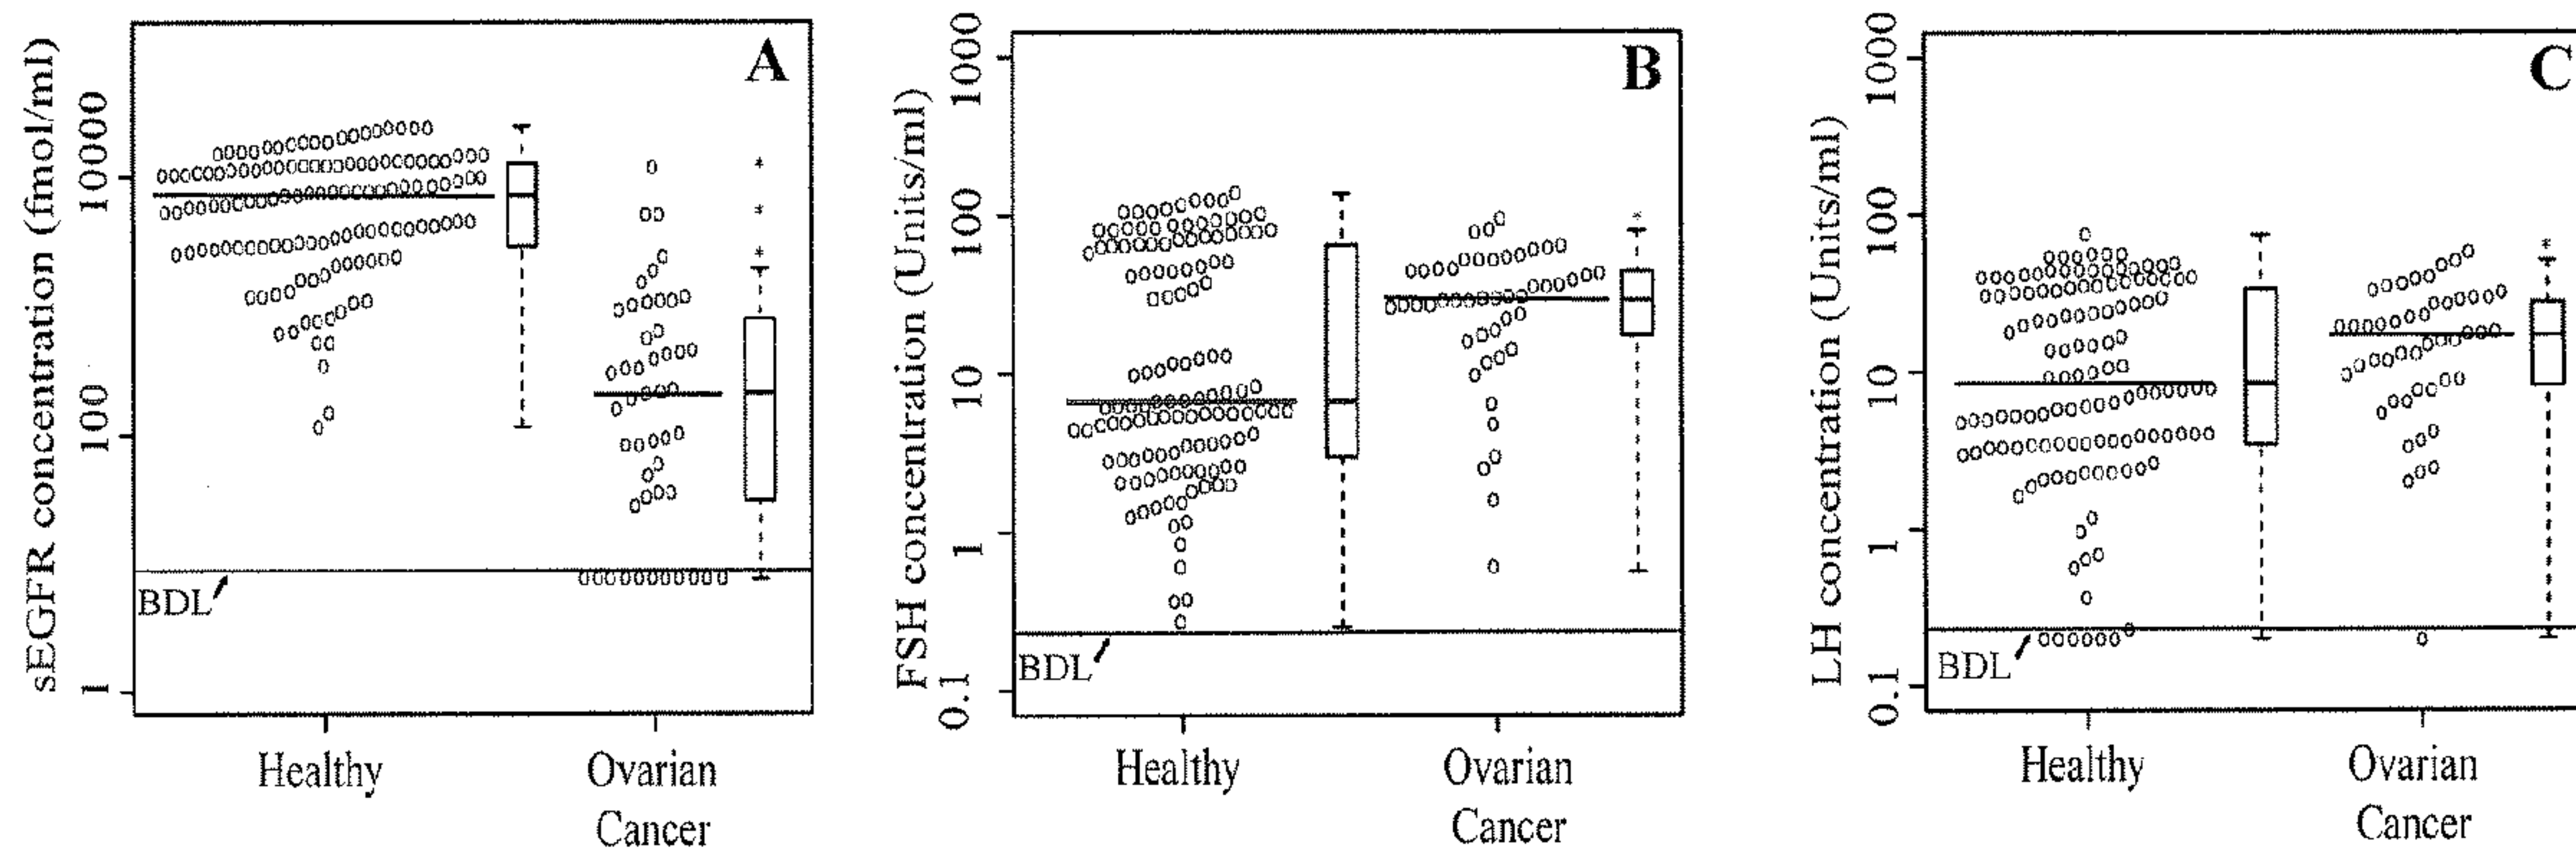 A
sEGFR concentration (fmol/ml)
10000
100
1
BDL
Healthy
Ovarian
Cancer
B
FSH concentration (Units/ml)
1000
100
10
1
0.1
BDL
Healthy
Ovarian
Cancer
C
LH concentration (Units/ml)
1000
100
10
1
0.1
BDL
Healthy
Ovarian
Cancer